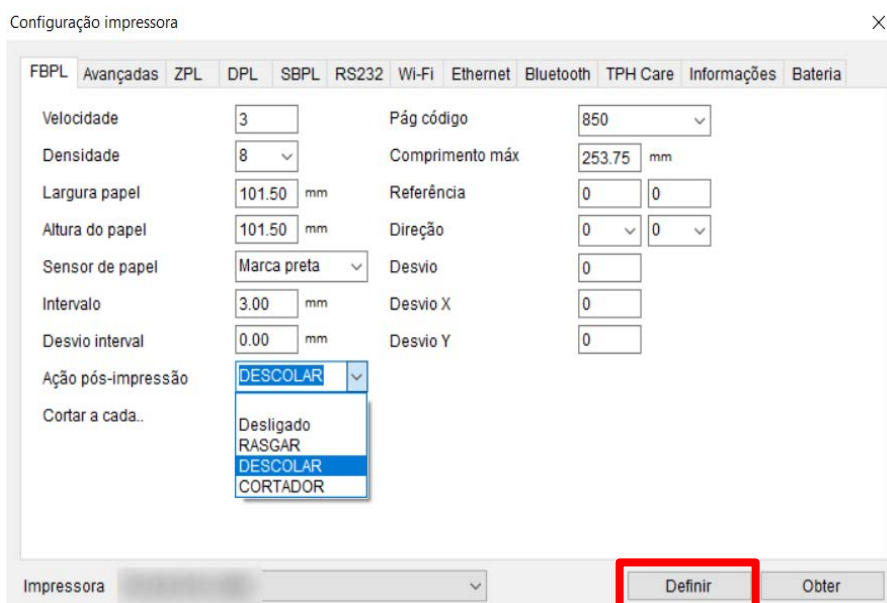 Configuração impressora
FBPL Avançadas ZPL DPL SBPL RS232 Wi-Fi Ethernet Bluetooth TPH Care Informações Bateria
Velocidade 3 Pág código 850
Densidade 8 Comprimento máx 253.75 mm
Largura papel 101.50 mm Referência 0 0
Altura do papel 101.50 mm Direção 0 0
Sensor de papel Marca preta Desvio 0
Intervalo 3.00 mm Desvio X 0
Desvio interval 0.00 mm Desvio Y 0
Ação pós-impressão DESCOLAR
Cortar a cada..
Desligado
RASGAR
DESCOLAR
CORTADOR
Impressora Definir Obter